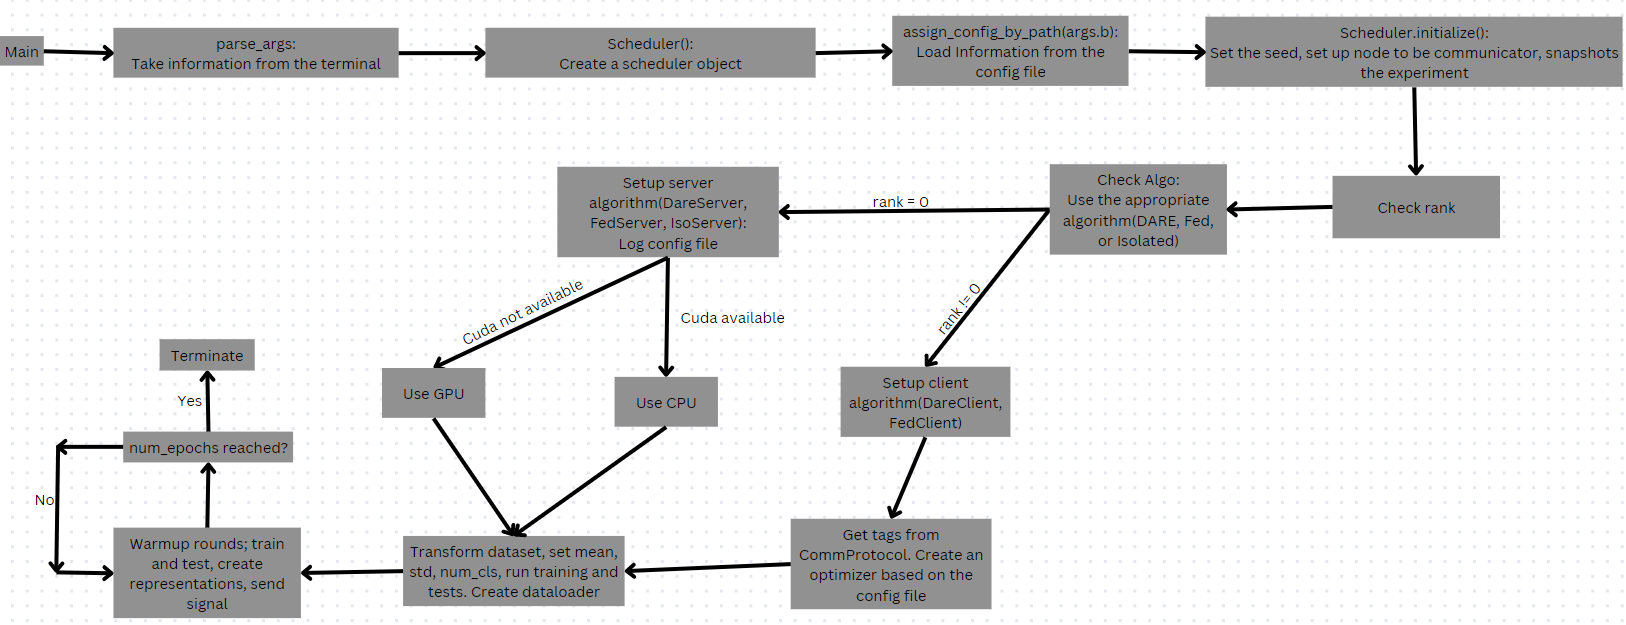 Main
parse_args:
Take information from the terminal
Scheduler():
Create a scheduler object
assign_config_by_path(args.b):
Load Information from the
config file
Scheduler.initialize():
Set the seed, set up node to be communicator, snapshots
the experiment
Check rank
Check Algo:
Use the appropriate
algorithm(DARE, Fed,
or Isolated)
rank = 0
rank != 0
Setup server
algorithm(DareServer,
FedServer, IsoServer):
Log config file
Cuda not available
Cuda available
Use GPU
Use CPU
Setup client
algorithm(DareClient,
FedClient)
Get tags from
CommProtocol. Create an
optimizer based on the
config file
Transform dataset, set mean,
std, num_cls, run training and
tests. Create dataloader
Warmup rounds; train
and test, create
representations, send
signal
num_epochs reached?
No
Yes
Terminate